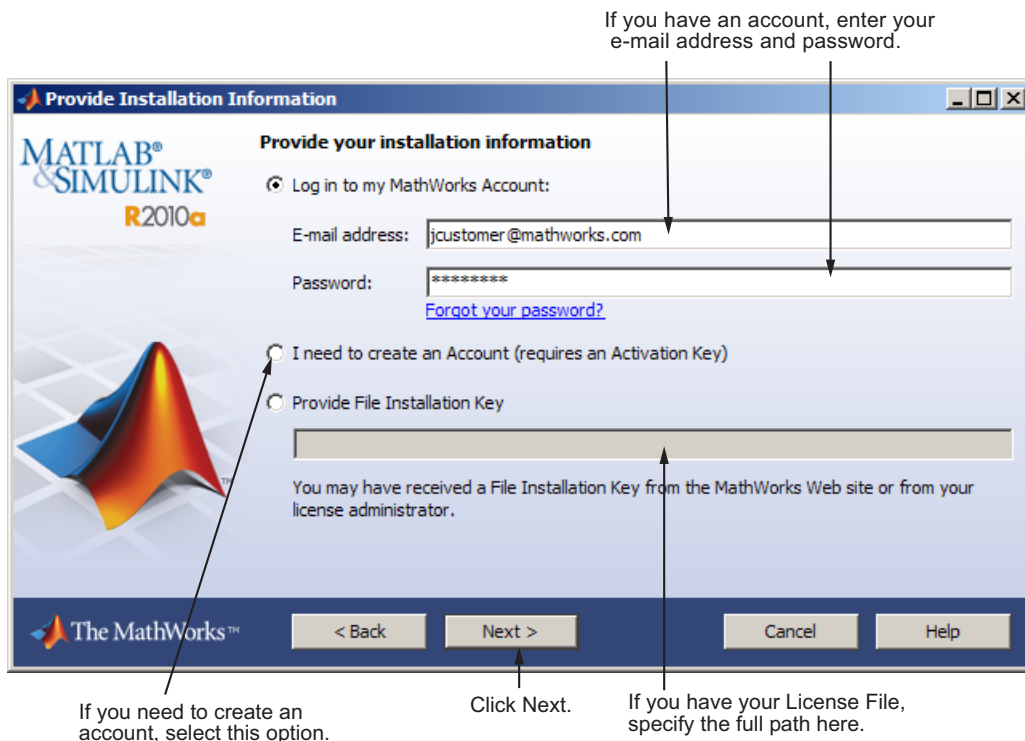 If you have an account, enter your
e-mail address and password.
Provide Installation Information
MATLAB®
&SIMULINK®
R2010a
Provide your installation information
Log in to my MathWorks Account:
E-mail address: jcustomer@mathworks.com
Password: ********
Forgot your password?
I need to create an Account (requires an Activation Key)
Provide File Installation Key
You may have received a File Installation Key from the MathWorks Web site or from your
license administrator.
TM
The MathWorks™
< Back
Next >
Cancel
Help
If you need to create an
account, select this option.
Click Next.
If you have your License File,
specify the full path here.